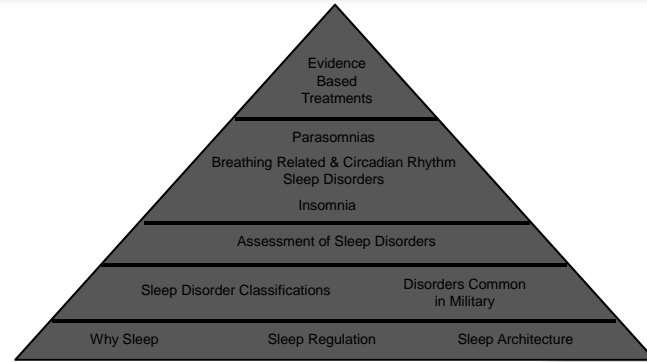 Evidence
Based
Treatments
Parasomnias
Breathing Related & Circadian Rhythm
Sleep Disorders
Insomnia
Assessment of Sleep Disorders
Sleep Disorder Classifications
Disorders Common
in Military
Why Sleep
Sleep Regulation
Sleep Architecture